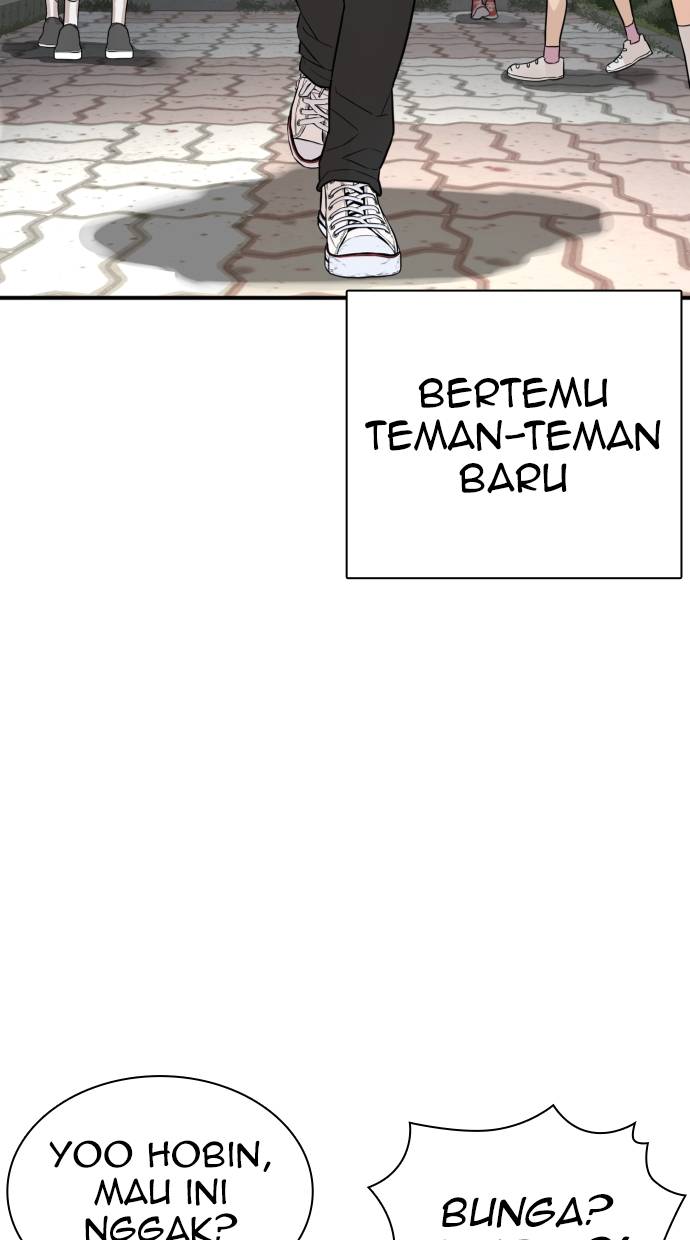 BERTEMU
TEMAN-TEMAN
BARU
YOO HOBIN,
MAU INI
NGGAK?
BUNGA?